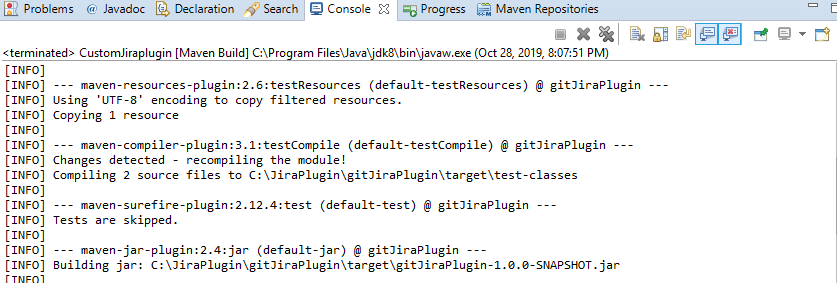 Problems @ Javadoc Declaration Search Console Progress Maven Repositories
<terminated> CustomJiraplugin [Maven Build] C:\Program Files\Java\jdk8\bin\javaw.exe (Oct 28, 2019, 8:07:51 PM)
[INFO]
[INFO] --- maven-resources-plugin:2.6:testResources (default-testResources) @ gitJiraPlugin ---
[INFO] Using 'UTF-8' encoding to copy filtered resources.
[INFO] Copying 1 resource
[INFO]
[INFO] --- maven-compiler-plugin:3.1:testCompile (default-testCompile) @ gitJiraPlugin ---
[INFO] Changes detected - recompiling the module!
[INFO] Compiling 2 source files to C:\JiraPlugin\gitJiraPlugin\target\test-classes
[INFO]
[INFO] --- maven-surefire-plugin:2.12.4:test (default-test) @ gitJiraPlugin ---
[INFO] Tests are skipped.
[INFO]
[INFO] --- maven-jar-plugin:2.4:jar (default-jar) @ gitJiraPlugin ---
[INFO] Building jar: C:\JiraPlugin\gitJiraPlugin\target\gitJiraPlugin-1.0.0-SNAPSHOT.jar
[INFO]